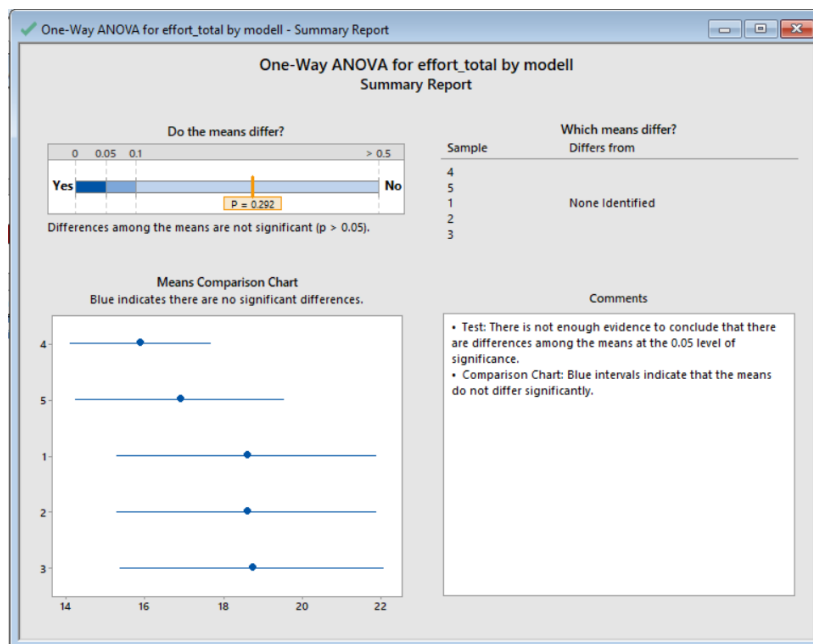 One-Way ANOVA for effort_total by modell - Summary Report
One-Way ANOVA for effort_total by modell
Summary Report
Do the means differ?
0 0.05 0.1 > 0.5
Yes No
P = 0.292
Differences among the means are not significant (p > 0.05).
Which means differ?
Sample Differs from
4
5
1 None Identified
2
3
Means Comparison Chart
Blue indicates there are no significant differences.
4
5
1
2
3
14 16 18 20 22
Comments
• Test: There is not enough evidence to conclude that there
are differences among the means at the 0.05 level of
significance.
• Comparison Chart: Blue intervals indicate that the means
do not differ significantly.